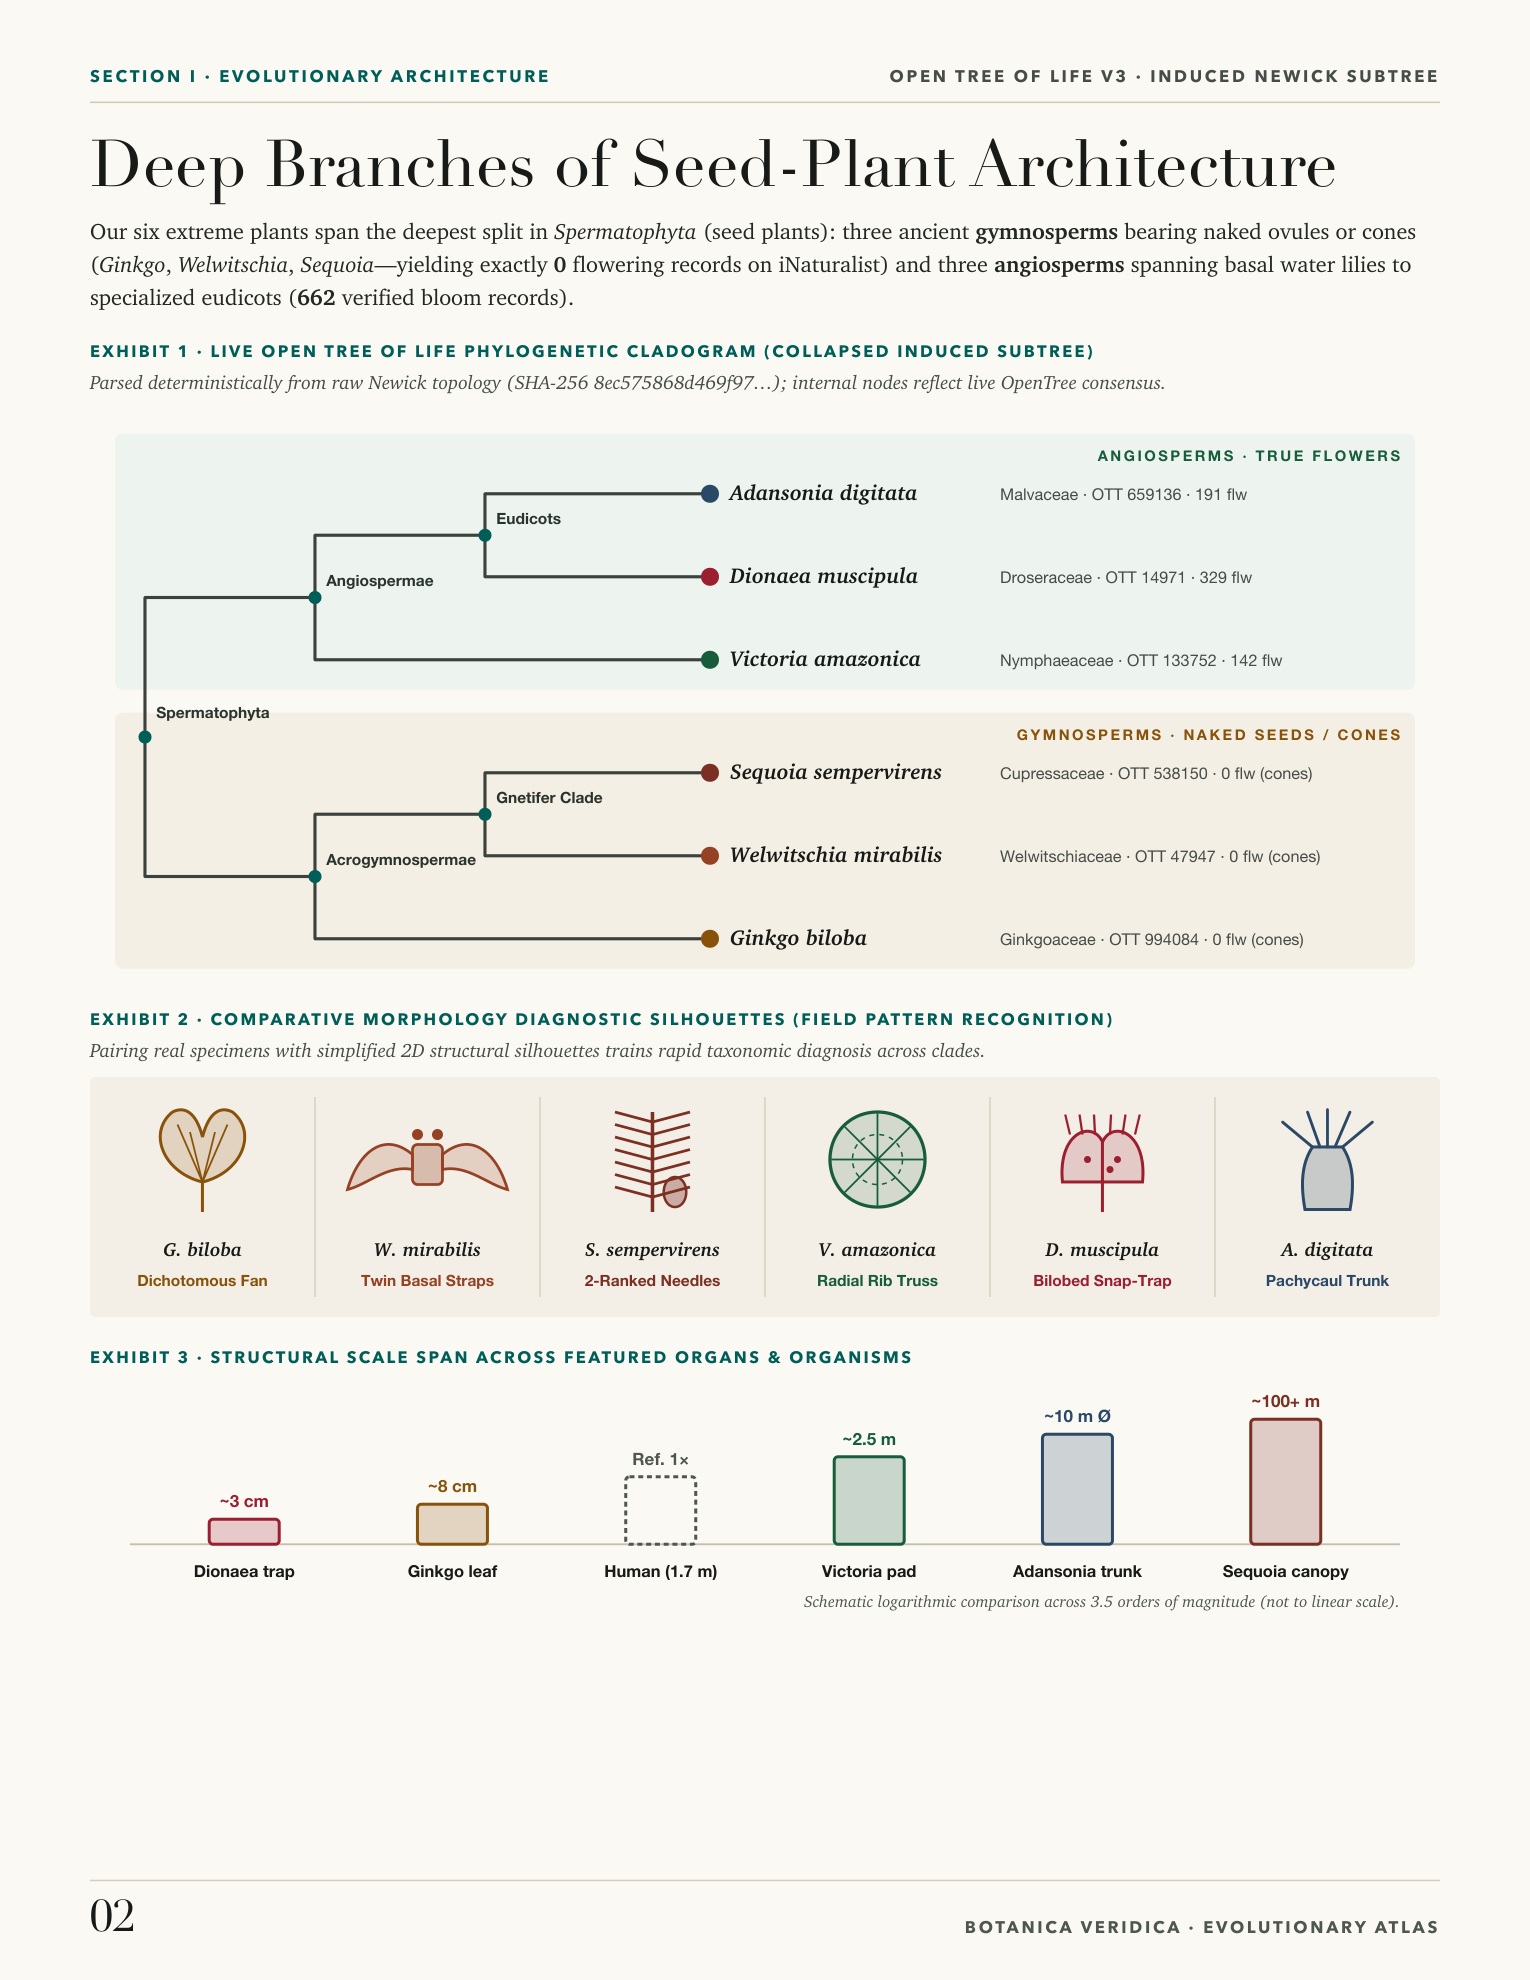 SECTION I · EVOLUTIONARY ARCHITECTURE
OPEN TREE OF LIFE V3 · INDUCED NEWICK SUBTREE
Deep Branches of Seed-Plant Architecture
Our six extreme plants span the deepest split in Spermatophyta (seed plants): three ancient gymnosperms bearing naked ovules or cones
(Ginkgo, Welwitschia, Sequoia—yielding exactly 0 flowering records on iNaturalist) and three angiosperms spanning basal water lilies to
specialized eudicots (662 verified bloom records).
EXHIBIT 1 · LIVE OPEN TREE OF LIFE PHYLOGENETIC CLADOGRAM (COLLAPSED INDUCED SUBTREE)
Parsed deterministically from raw Newick topology (SHA-256 8ec575868d469f97…); internal nodes reflect live OpenTree consensus.
ANGIOSPERMS · TRUE FLOWERS
Adansonia digitata
Malvaceae · OTT 659136 · 191 flw
Eudicots
Dionaea muscipula
Droseraceae · OTT 14971 · 329 flw
Angiospermae
Victoria amazonica
Nymphaeaceae · OTT 133752 · 142 flw
Spermatophyta
GYMNOSPERMS · NAKED SEEDS / CONES
Sequoia sempervirens
Cupressaceae · OTT 538150 · 0 flw (cones)
Gnetifer Clade
Welwitschia mirabilis
Welwitschiaceae · OTT 47947 · 0 flw (cones)
Acrogymnospermae
Ginkgo biloba
Ginkgoaceae · OTT 994084 · 0 flw (cones)
EXHIBIT 2 · COMPARATIVE MORPHOLOGY DIAGNOSTIC SILHOUETTES (FIELD PATTERN RECOGNITION)
Pairing real specimens with simplified 2D structural silhouettes trains rapid taxonomic diagnosis across clades.
G. biloba
Dichotomous Fan
W. mirabilis
Twin Basal Straps
S. sempervirens
2-Ranked Needles
V. amazonica
Radial Rib Truss
D. muscipula
Bilobed Snap-Trap
A. digitata
Pachycaul Trunk
EXHIBIT 3 · STRUCTURAL SCALE SPAN ACROSS FEATURED ORGANS & ORGANISMS
~3 cm
Dionaea trap
~8 cm
Ginkgo leaf
Ref. 1×
Human (1.7 m)
~2.5 m
Victoria pad
~10 m Ø
Adansonia trunk
~100+ m
Sequoia canopy
Schematic logarithmic comparison across 3.5 orders of magnitude (not to linear scale).
02
BOTANICA VERIDICA · EVOLUTIONARY ATLAS